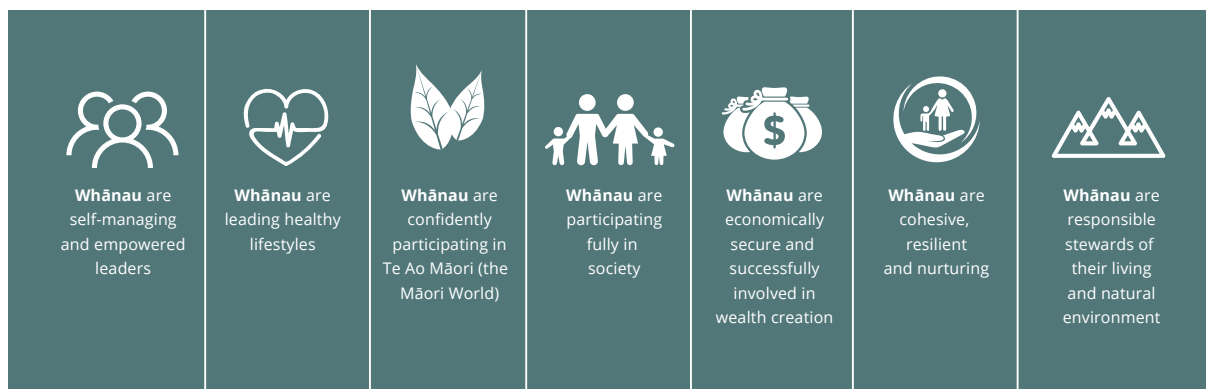 Whānau are
self-managing
and empowered
leaders
Whānau are
leading healthy
lifestyles
Whānau are
confidently
participating in
Te Ao Māori (the
Māori World)
Whānau are
participating
fully in
society
$
Whānau are
economically
secure and
successfully
involved in
wealth creation
Whānau are
cohesive,
resilient
and nurturing
Whānau are
responsible
stewards of
their living
and natural
environment